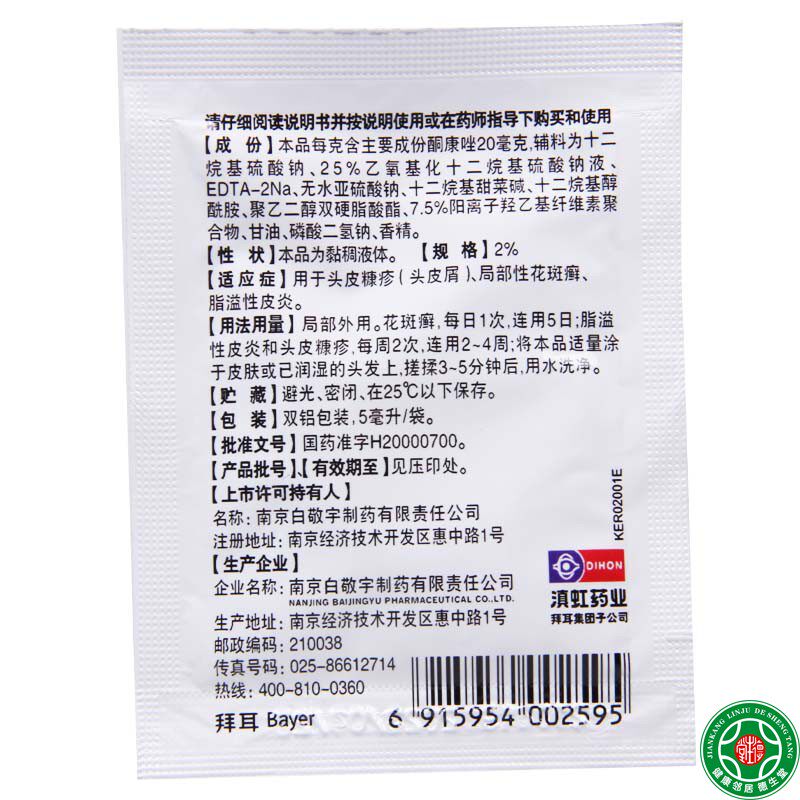 请仔细阅读说明书并按说明使用或在药师指导下购买和使用
【成 份】本品每克含主要成份酮康唑20毫克,辅料为十二
烷基硫酸钠、25%乙氧基化十二烷基硫酸钠液、
EDTA-2Na、无水亚硫酸钠、十二烷基甜菜碱、十二烷基醇
酰胺、聚乙二醇双硬脂酸酯、7.5%阳离子羟乙基纤维素聚
合物、甘油、磷酸二氢钠、香精。
【性 状】本品为黏稠液体。 【规 格】2%
【适应症】用于头皮糠疹(头皮屑)、局部性花斑癣、
脂溢性皮炎。
【用法用量】局部外用。花斑癣,每日1次,连用5日;脂溢
性皮炎和头皮糠疹,每周2次,连用2~4周;将本品适量涂
于皮肤或已润湿的头发上,搓揉3~5分钟后,用水洗净。
【贮 藏】避光、密闭、在25℃以下保存。
【包 装】双铝包装,5毫升/袋。
【批准文号】国药准字H20000700。
【产品批号】、【有效期至】见压印处。
【上市许可持有人】
名称:南京白敬宇制药有限责任公司
注册地址:南京经济技术开发区惠中路1号
【生产企业】
企业名称:南京白敬宇制药有限责任公司
NANJING BAIJINGYU PHARMACEUTICAL CO.,LTD.
生产地址:南京经济技术开发区惠中路1号
邮政编码:210038
传真号码:025-86612714
热线:400-810-0360
拜耳 Bayer
KER02001E
DIHON
滇虹药业
拜耳集团子公司
6 915954 002595
JIANKANG LINJU DE SHENG TANG
健康邻居德生堂